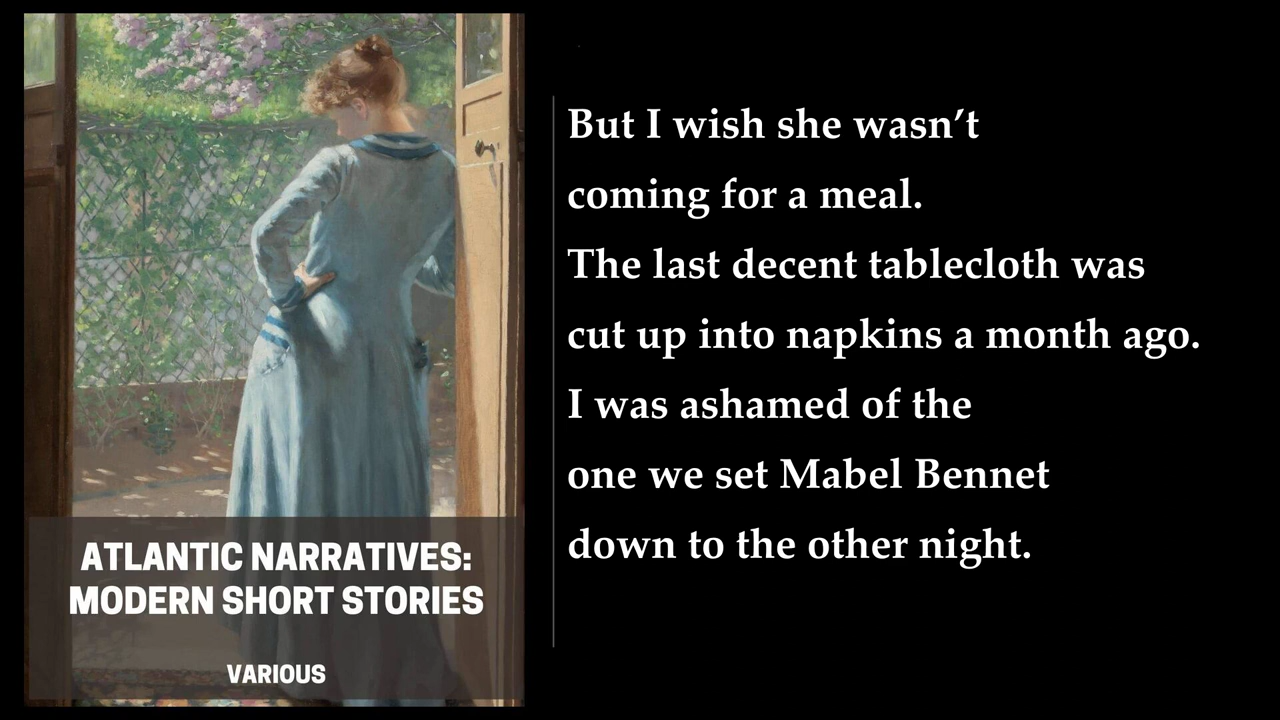 But I wish she wasn’t
coming for a meal.
The last decent tablecloth was
cut up into napkins a month ago.
I was ashamed of the
one we set Mabel Bennet
down to the other night.
ATLANTIC NARRATIVES:
MODERN SHORT STORIES
VARIOUS